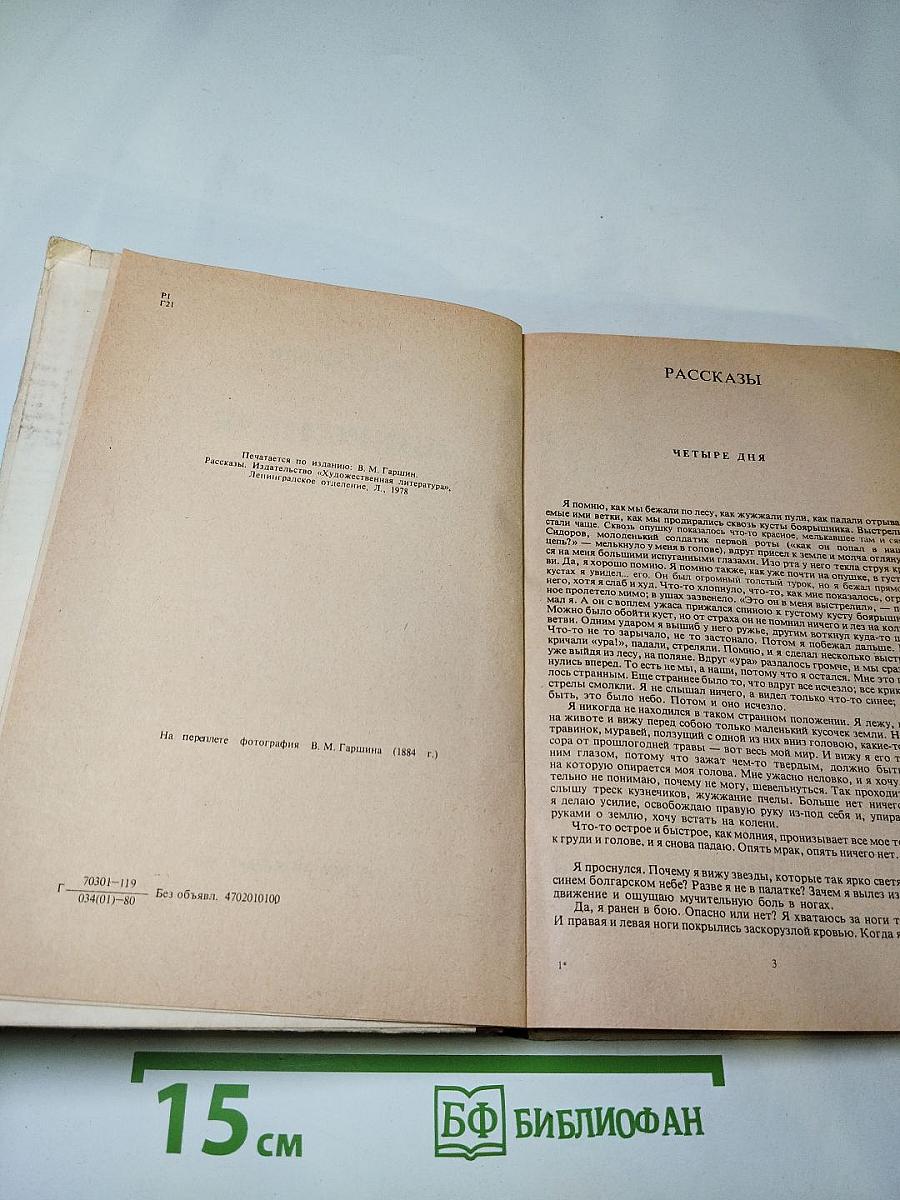 Р1
Г21
Печатается по изданию: В. М. Гаршин.
Рассказы. Издательство «Художественная литература»,
Ленинградское отделение, Л., 1978
На переплете фотография В. М. Гаршина (1884 г.)
70301—119
Г
034(01)—80
Без объявл. 4702010100
РАССКАЗЫ
ЧЕТЫРЕ ДНЯ
Я помню, как мы бежали по лесу, как жужжали пули, как падали отрывае
емые ими ветки, как мы продирались сквозь кусты боярышника. Выстрелы
стали чаще. Сквозь опушку показалось что-то красное, мелькавшее там и
Сидоров, молоденький солдатик первой роты («как он попал в наш
цепь?» — мелькнуло у меня в голове), вдруг присел к земле и молча огляну
ся на меня большими испуганными глазами. Изо рта у него текла струя кр
ви. Да, я хорошо помню. Я помню также, как уже почти на опушке, в густ
кустах я увидел... его. Он был огромный толстый турок, но я бежал прямо
него, хотя я слаб и худ. Что-то хлопнуло, что-то, как мне показалось, огр
ное пролетело мимо; в ушах зазвенело. «Это он в меня выстрелил», — п
мал я. А он с воплем ужаса прижался спиною к густому кусту боярышн
Можно было обойти куст, но от страха он не помнил ничего и лез на кол
ветви. Одним ударом я вышиб у него ружье, другим воткнул куда-то ш
Что-то не то зарычало, не то застонало. Потом я побежал дальше.
кричали «ура!», падали, стреляли. Помню, и я сделал несколько выст
уже выйдя из лесу, на поляне. Вдруг «ура» раздалось громче, и мы сра
нулись вперед. То есть не мы, а наши, потому что я остался. Мне это п
лось странным. Еще страннее было то, что вдруг все исчезло; все крик
стрелы смолкли. Я не слышал ничего, а видел только что-то синее;
быть, это было небо. Потом и оно исчезло.
Я никогда не находился в таком странном положении. Я лежу,
на животе и вижу перед собою только маленький кусочек земли. Н
травинок, муравей, ползущий с одной из них вниз головою, какие-то
сора от прошлогодней травы — вот весь мой мир. И вижу я его т
ним глазом, потому что зажат чем-то твердым, должно быть
на которую опирается моя голова. Мне ужасно неловко, и я хочу
тельно не понимаю, почему не могу, шевельнуться. Так проходит
слышу треск кузнечиков, жужжание пчелы. Больше нет ничег
я делаю усилие, освобождаю правую руку из-под себя и, упира
руками о землю, хочу встать на колени.
Что-то острое и быстрое, как молния, пронизывает все мое те
к груди и голове, и я снова падаю. Опять мрак, опять ничего нет.
Я проснулся. Почему я вижу звезды, которые так ярко светя
синем болгарском небе? Разве я не в палатке? Зачем я вылез из
движение и ощущаю мучительную боль в ногах.
Да, я ранен в бою. Опасно или нет? Я хватаюсь за ноги т
И правая и левая ноги покрылись заскорузлой кровью. Когда я
1*
3
15 см
БФ БИБЛИОФАН